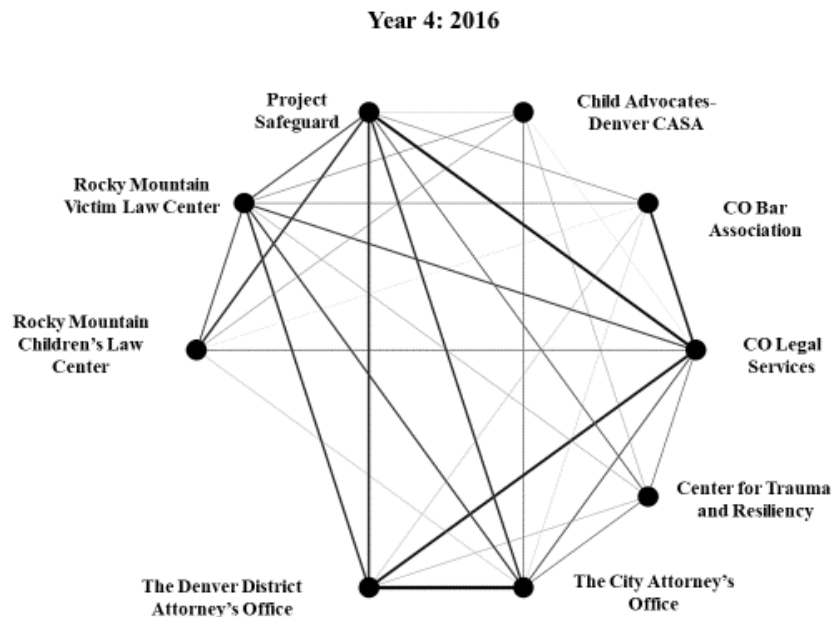 Year 4: 2016
Project
Safeguard
Child Advocates-
Denver CASA
Rocky Mountain
Victim Law Center
CO Bar
Association
Rocky Mountain
Children's Law
Center
CO Legal
Services
Center for Trauma
and Resiliency
The Denver District
Attorney's Office
The City Attorney's
Office